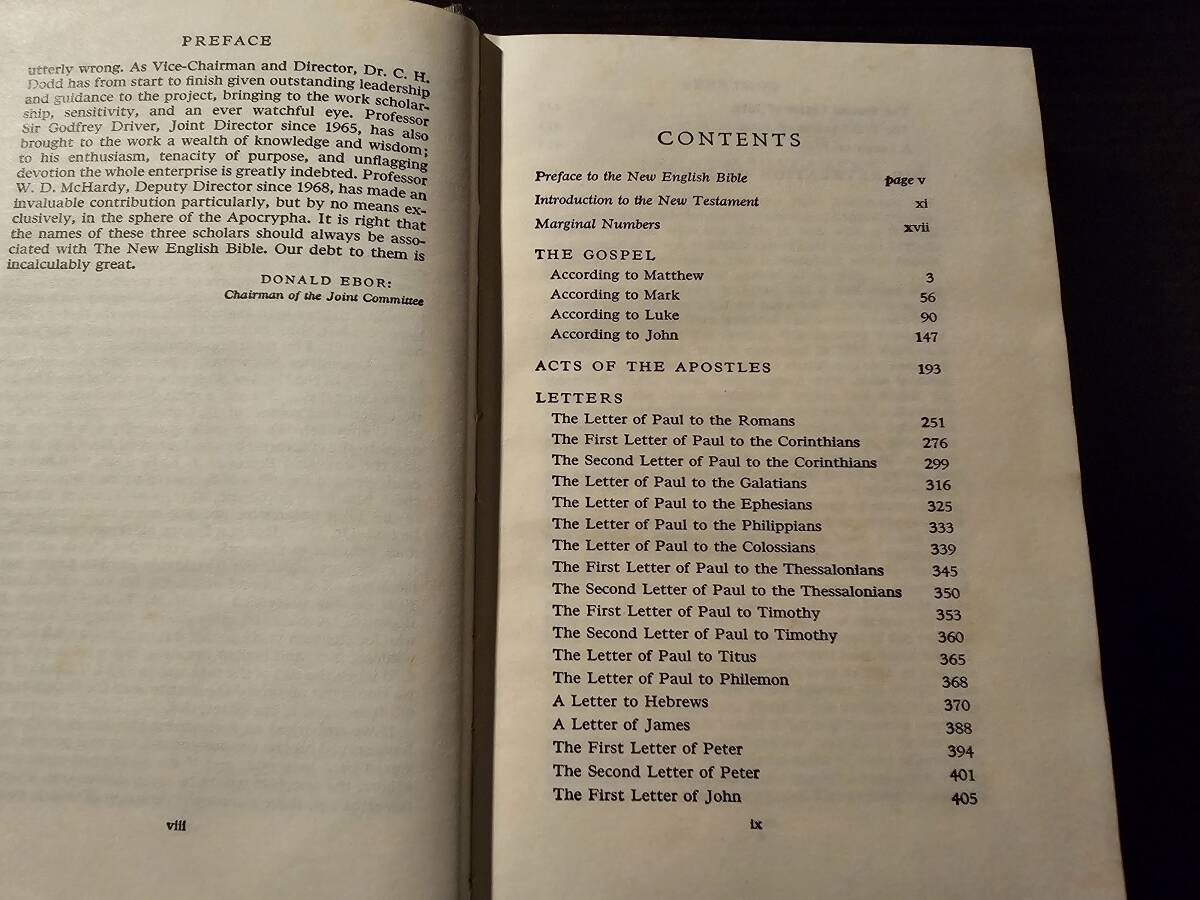 PREFACE
utterly wrong. As Vice-Chairman and Director, Dr. C. H.
Dodd has from start to finish given outstanding leadership
and guidance to the project, bringing to the work scholar-
ship, sensitivity, and an ever watchful eye. Professor
Sir Godfrey Driver, Joint Director since 1965, has also
brought to the work a wealth of knowledge and wisdom;
to his enthusiasm, tenacity of purpose, and unflagging
devotion the whole enterprise is greatly indebted. Professor
W. D. McHardy, Deputy Director since 1968, has made an
invaluable contribution particularly, but by no means ex-
clusively, in the sphere of the Apocrypha. It is right that
the names of these three scholars should always be asso-
ciated with The New English Bible. Our debt to them is
incalculably great.
DONALD EBOR:
Chairman of the Joint Committee
viii
CONTENTS
Preface to the New English Bible page v
Introduction to the New Testament xi
Marginal Numbers xvii
THE GOSPEL
According to Matthew 3
According to Mark 56
According to Luke 90
According to John 147
ACTS OF THE APOSTLES 193
LETTERS
The Letter of Paul to the Romans 251
The First Letter of Paul to the Corinthians 276
The Second Letter of Paul to the Corinthians 299
The Letter of Paul to the Galatians 316
The Letter of Paul to the Ephesians 325
The Letter of Paul to the Philippians 333
The Letter of Paul to the Colossians 339
The First Letter of Paul to the Thessalonians 345
The Second Letter of Paul to the Thessalonians 350
The First Letter of Paul to Timothy 353
The Second Letter of Paul to Timothy 360
The Letter of Paul to Titus 365
The Letter of Paul to Philemon 368
A Letter to Hebrews 370
A Letter of James 388
The First Letter of Peter 394
The Second Letter of Peter 401
The First Letter of John 405
ix